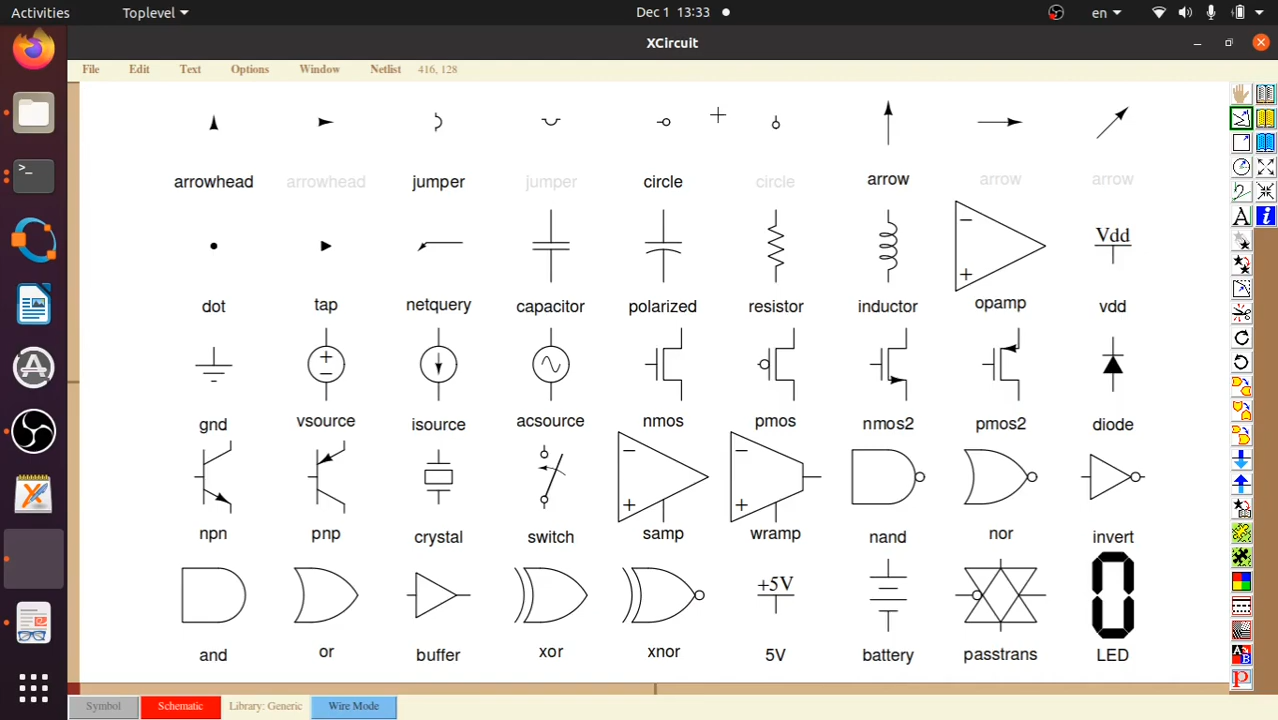 Activities Toplevel Dec 1 13:33 en
XCircuit
File Edit Text Options Window Netlist 416, 128
arrowhead arrowhead jumper jumper circle circle arrow arrow arrow
Vdd
dot tap netquery capacitor polarized resistor inductor opamp vdd
gnd vsource isource acsource nmos pmos nmos2 pmos2 diode
npn pnp crystal switch samp wramp nand nor invert
+5V
and or buffer xor xnor 5V battery passtrans LED
Symbol Schematic Library: Generic Wire Mode